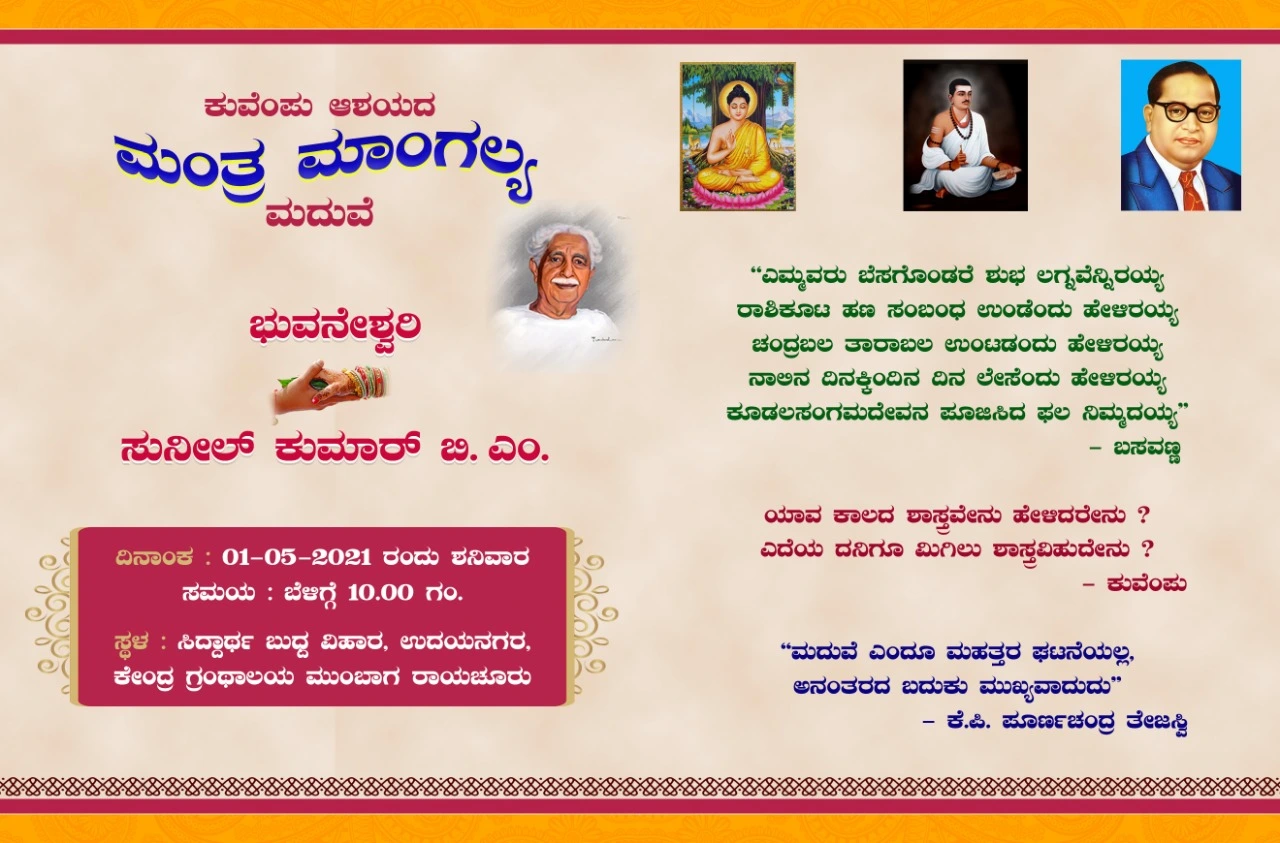 ಕುವೆಂಪು ಆಶಯದ
ಮಂತ್ರ ಮಾಂಗಲ್ಯ
ಮದುವೆ
ಭುವನೇಶ್ವರಿ
ಸುನೀಲ್ ಕುಮಾರ್ ಬಿ. ಎಂ.
ದಿನಾಂಕ : 01-05-2021 ರಂದು ಶನಿವಾರ
ಸಮಯ : ಬೆಳಿಗ್ಗೆ 10.00 ಗಂ.
ಸ್ಥಳ : ಸಿದ್ದಾರ್ಥ ಬುದ್ಧ ವಿಹಾರ, ಉದಯನಗರ,
ಕೇಂದ್ರ ಗ್ರಂಥಾಲಯ ಮುಂಬಾಗ ರಾಯಚೂರು
“ಎಮ್ಮವರು ಬೆಸಗೊಂಡರೆ ಶುಭ ಲಗ್ನವೆನ್ನಿರಯ್ಯ
ರಾಶಿಕೂಟ ಹಣ ಸಂಬಂಧ ಉಂಡೆಂದು ಹೇಳಿರಯ್ಯ
ಚಂದ್ರಬಲ ತಾರಾಬಲ ಉಂಟಡಂದು ಹೇಳಿರಯ್ಯ
ನಾಳಿನ ದಿನಕ್ಕಿಂದಿನ ದಿನ ಲೇಸೆಂದು ಹೇಳಿರಯ್ಯ
ಕೂಡಲಸಂಗಮದೇವನ ಪೂಜಿಸಿದ ಫಲ ನಿಮ್ಮದಯ್ಯ”
– ಬಸವಣ್ಣ
ಯಾವ ಕಾಲದ ಶಾಸ್ತ್ರವೇನು ಹೇಳಿದರೇನು ?
ಎದೆಯ ದನಿಗೂ ಮಿಗಿಲು ಶಾಸ್ತ್ರವಿಹುದೇನು ?
– ಕುವೆಂಪು
“ಮದುವೆ ಎಂದೂ ಮಹತ್ತರ ಘಟನೆಯಲ್ಲ,
ಅನಂತರದ ಬದುಕು ಮುಖ್ಯವಾದುದು”
– ಕೆ.ಪಿ. ಪೂರ್ಣಚಂದ್ರ ತೇಜಸ್ವಿ